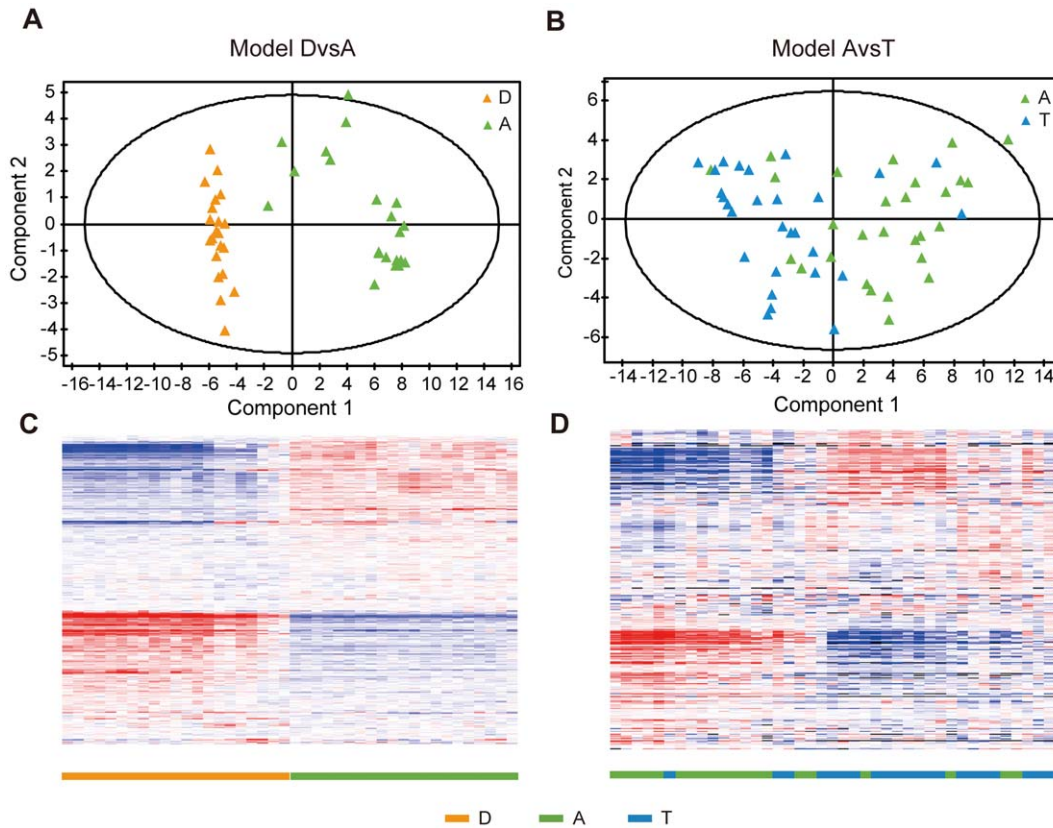 A
Model DvsA
D
A
Component 2
5
4
3
2
1
0
-1
-2
-3
-4
-5
-16-14 -12 -10 -8 -6 -4 -2 0 2 4 6 8 10 12 14 16
Component 1
B
Model AvsT
A
T
Component 2
6
4
2
0
-2
-4
-6
-14 -12 -10 -8 -6 -4 -2 0 2 4 6 8 10 12 14
Component 1
C
D
D A T